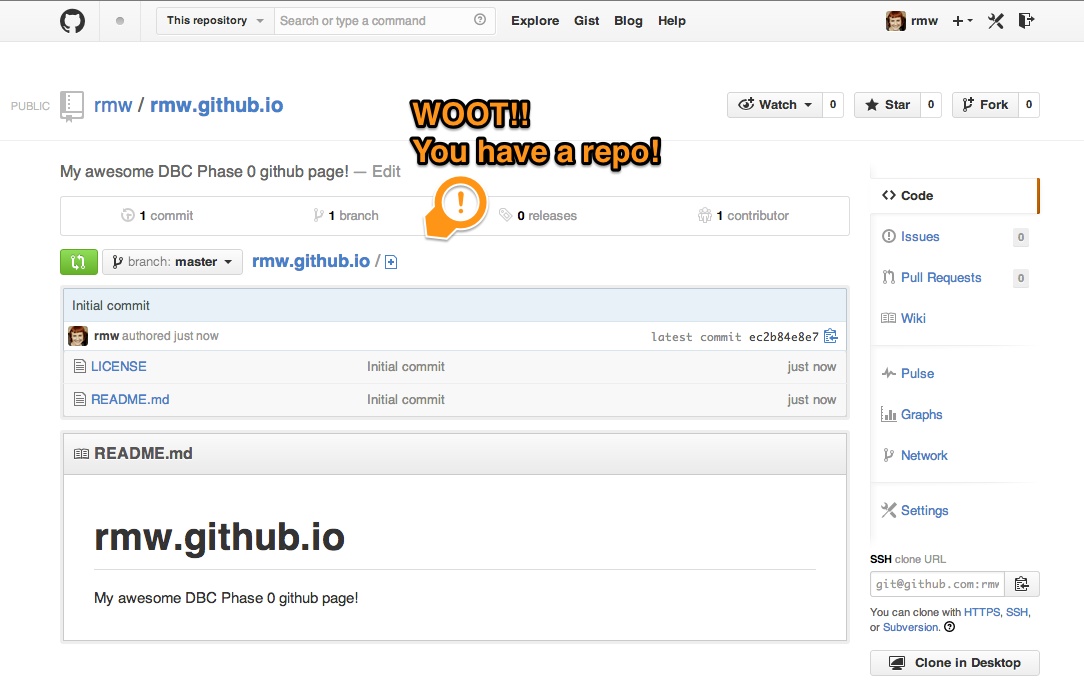 This repository Search or type a command Explore Gist Blog Help rmw
PUBLIC rmw / rmw.github.io Watch 0 Star 0 Fork 0
WOOT!!
You have a repo!
My awesome DBC Phase 0 github page! — Edit
1 commit 1 branch 0 releases 1 contributor
branch: master rmw.github.io /
Initial commit
rmw authored just now latest commit ec2b84e8e7
LICENSE Initial commit just now
README.md Initial commit just now
README.md
rmw.github.io
My awesome DBC Phase 0 github page!
Code
Issues 0
Pull Requests 0
Wiki
Pulse
Graphs
Network
Settings
SSH clone URL
git@github.com:rmw
You can clone with HTTPS, SSH,
or Subversion.
Clone in Desktop